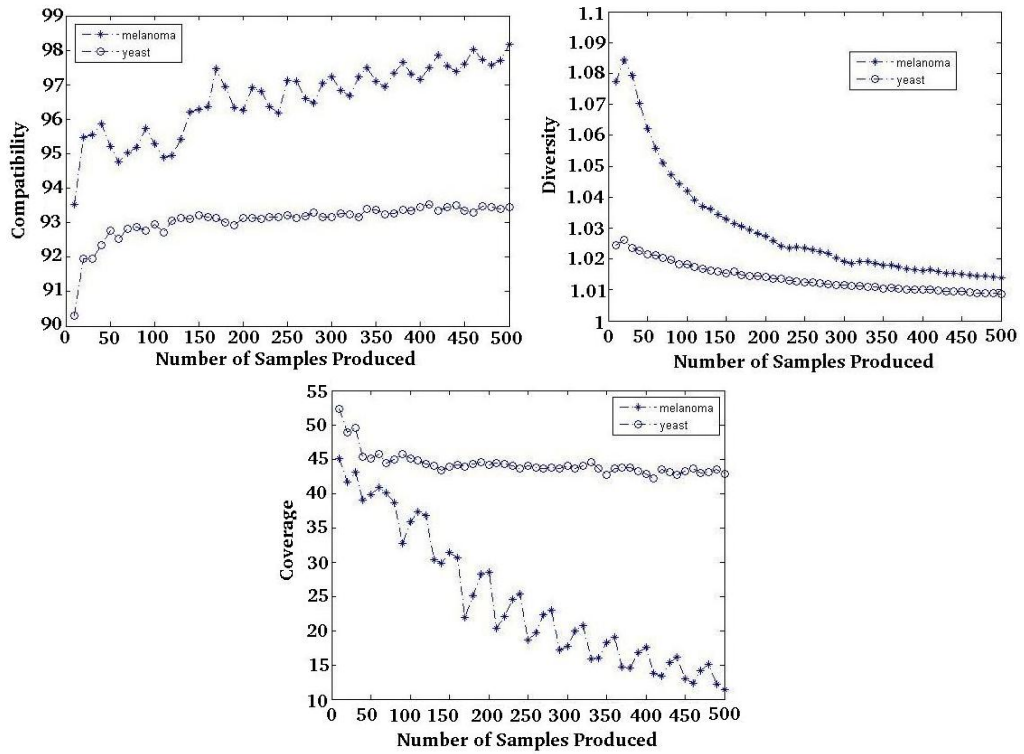 99
98
97
96
95
94
93
92
91
90
Compatibility
melanoma
yeast
0 50 100 150 200 250 300 350 400 450 500
Number of Samples Produced
1.1
1.09
1.08
1.07
1.06
1.05
1.04
1.03
1.02
1.01
1
Diversity
melanoma
yeast
0 50 100 150 200 250 300 350 400 450 500
Number of Samples Produced
55
50
45
40
35
30
25
20
15
10
Coverage
melanoma
yeast
0 50 100 150 200 250 300 350 400 450 500
Number of Samples Produced